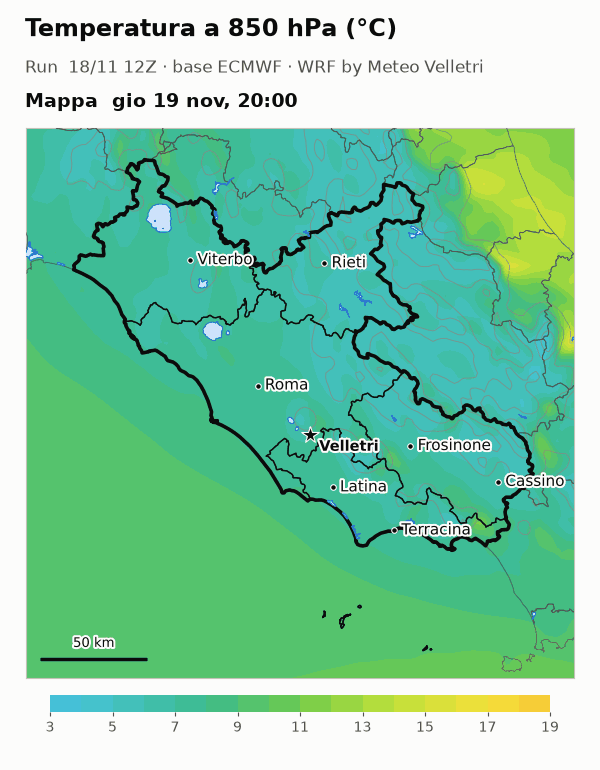 Temperatura a 850 hPa (°C)
Run  18/11 12Z · base ECMWF · WRF by Meteo Velletri
Mappa  gio 19 nov, 20:00
Viterbo
Rieti
Roma
Velletri
Frosinone
Cassino
Latina
Terracina
50 km
3 5 7 9 11 13 15 17 19